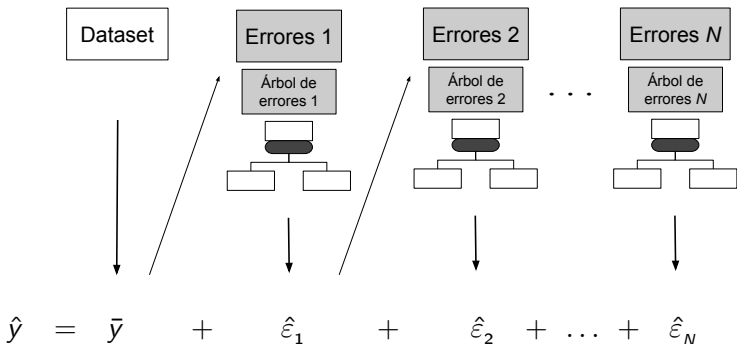 Dataset
Errores 1
Errores 2
Errores N
Árbol de
errores 1
Árbol de
errores 2
. . .
Árbol de
errores N
ŷ = ȳ + ε̂₁ + ε̂₂ + ... + ε̂_N